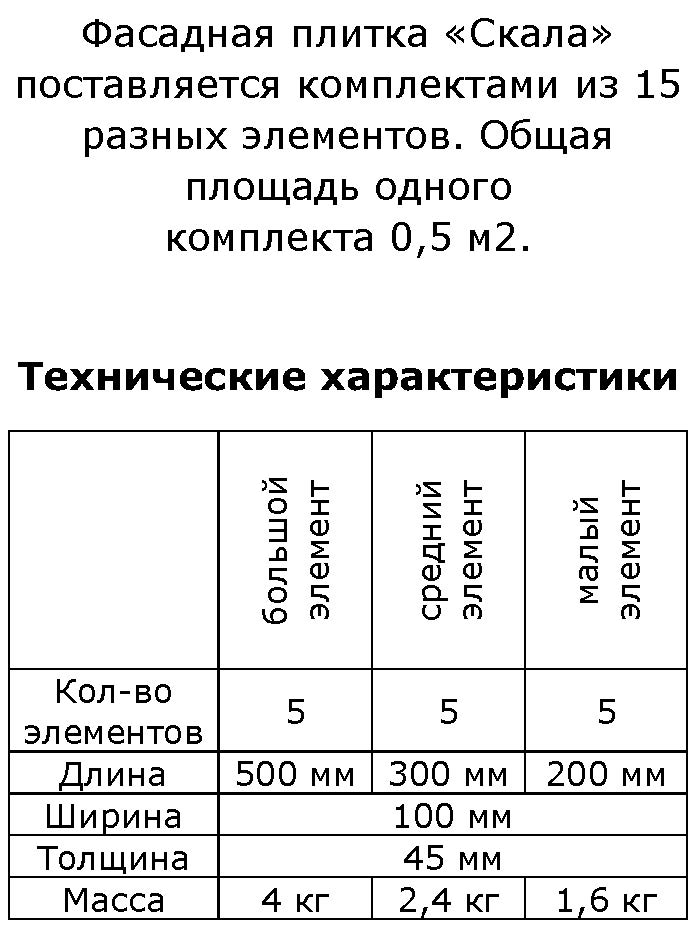 Фасадная плитка «Скала»
поставляется комплектами из 15
разных элементов. Общая
площадь одного
комплекта 0,5 м2.
Технические характеристики
большой элемент средний элемент малый элемент
Кол-во элементов 5 5 5
Длина 500 мм 300 мм 200 мм
Ширина 100 мм
Толщина 45 мм
Масса 4 кг 2,4 кг 1,6 кг